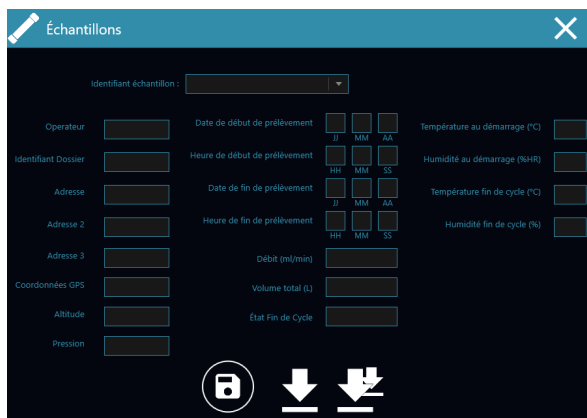 Échantillons
Identifiant échantillon :
Operateur
Identifiant Dossier
Adresse
Adresse 2
Adresse 3
Coordonnées GPS
Altitude
Pression
Date de début de prélèvement
JJ MM AA
Heure de début de prélèvement
HH MM SS
Date de fin de prélèvement
JJ MM AA
Heure de fin de prélèvement
HH MM SS
Débit (ml/min)
Volume total (L)
État Fin de Cycle
Température au démarrage (°C)
Humidité au démarrage (%HR)
Température fin de cycle (°C)
Humidité fin de cycle (%)